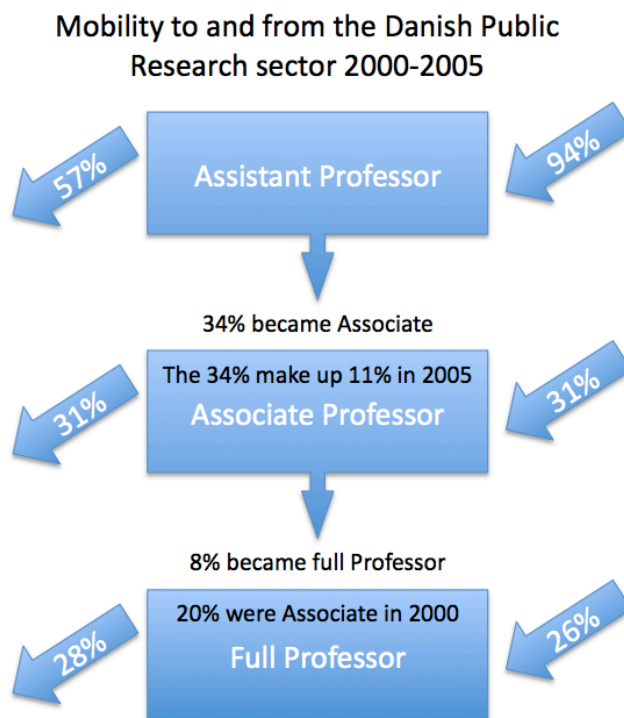 Mobility to and from the Danish Public
Research sector 2000-2005
57%
Assistant Professor
94%
34% became Associate
The 34% make up 11% in 2005
31%
Associate Professor
31%
8% became full Professor
20% were Associate in 2000
28%
Full Professor
26%